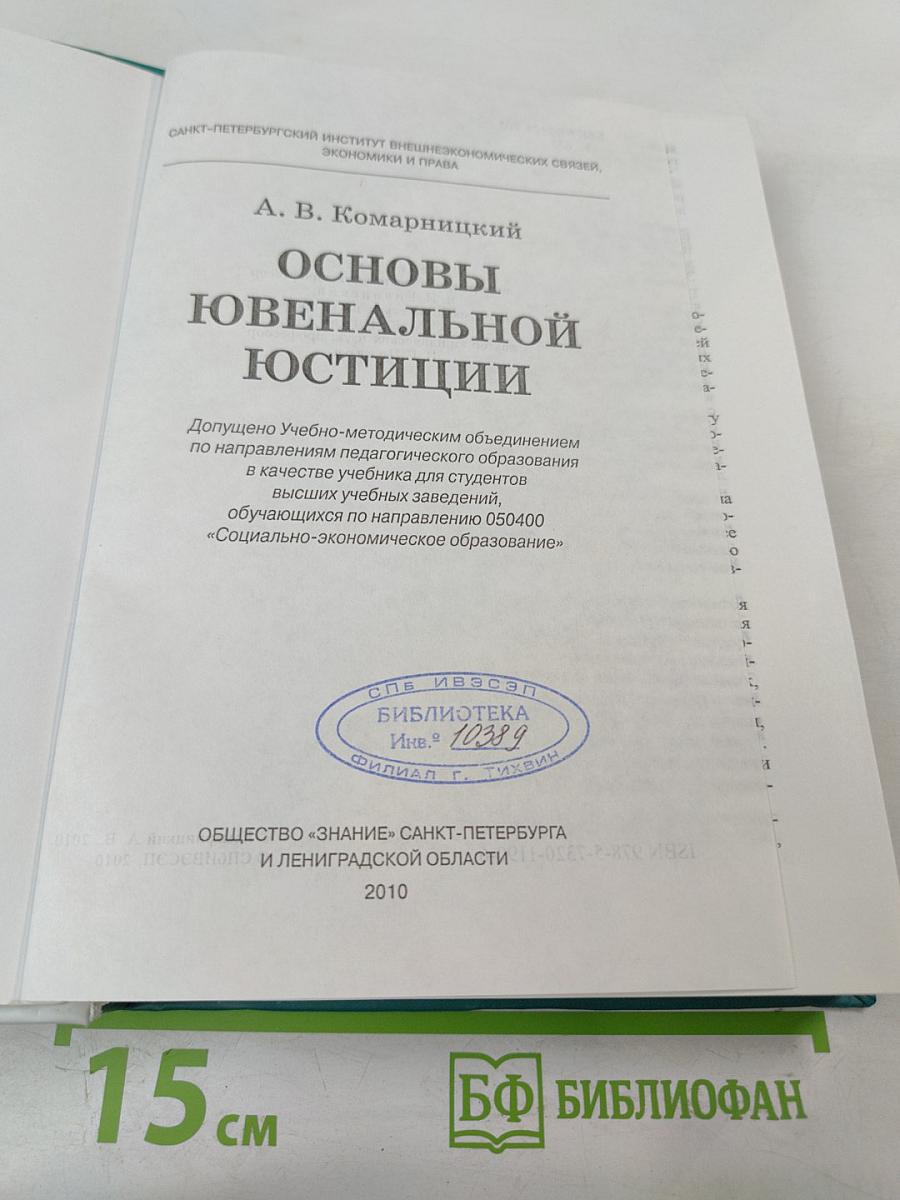 САНКТ-ПЕТЕРБУРГСКИЙ ИНСТИТУТ ВНЕШНЕЭКОНОМИЧЕСКИХ СВЯЗЕЙ,
ЭКОНОМИКИ И ПРАВА
А. В. Комарницкий
ОСНОВЫ
ЮВЕНАЛЬНОЙ
ЮСТИЦИИ
Допущено Учебно-методическим объединением
по направлениям педагогического образования
в качестве учебника для студентов
высших учебных заведений,
обучающихся по направлению 050400
«Социально-экономическое образование»
СПб ИВЭСЭП
БИБЛИОТЕКА
Инв.º 10389
ФИЛИАЛ г. Тихвин
ОБЩЕСТВО «ЗНАНИЕ» САНКТ-ПЕТЕРБУРГА
И ЛЕНИГРАДСКОЙ ОБЛАСТИ
2010
15 см
БФ БИБЛИОФАН